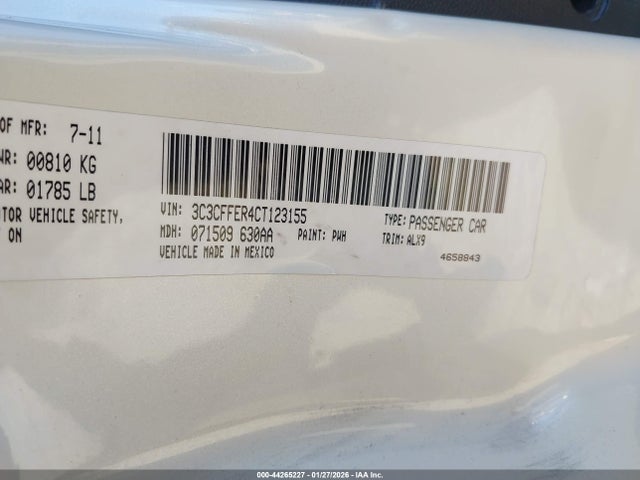 OF MFR: 7-11
WR: 00810 KG
AR: 01785 LB
TOR VEHICLE SAFETY,
T ON
VIN: 3C3CFFER4CT123155
TYPE: PASSENGER CAR
MDH: 071509 630AA
PAINT: PWH
TRIM: ALX9
VEHICLE MADE IN MEXICO
4658843
000-44265227 - 01/27/2026 - IAA Inc.